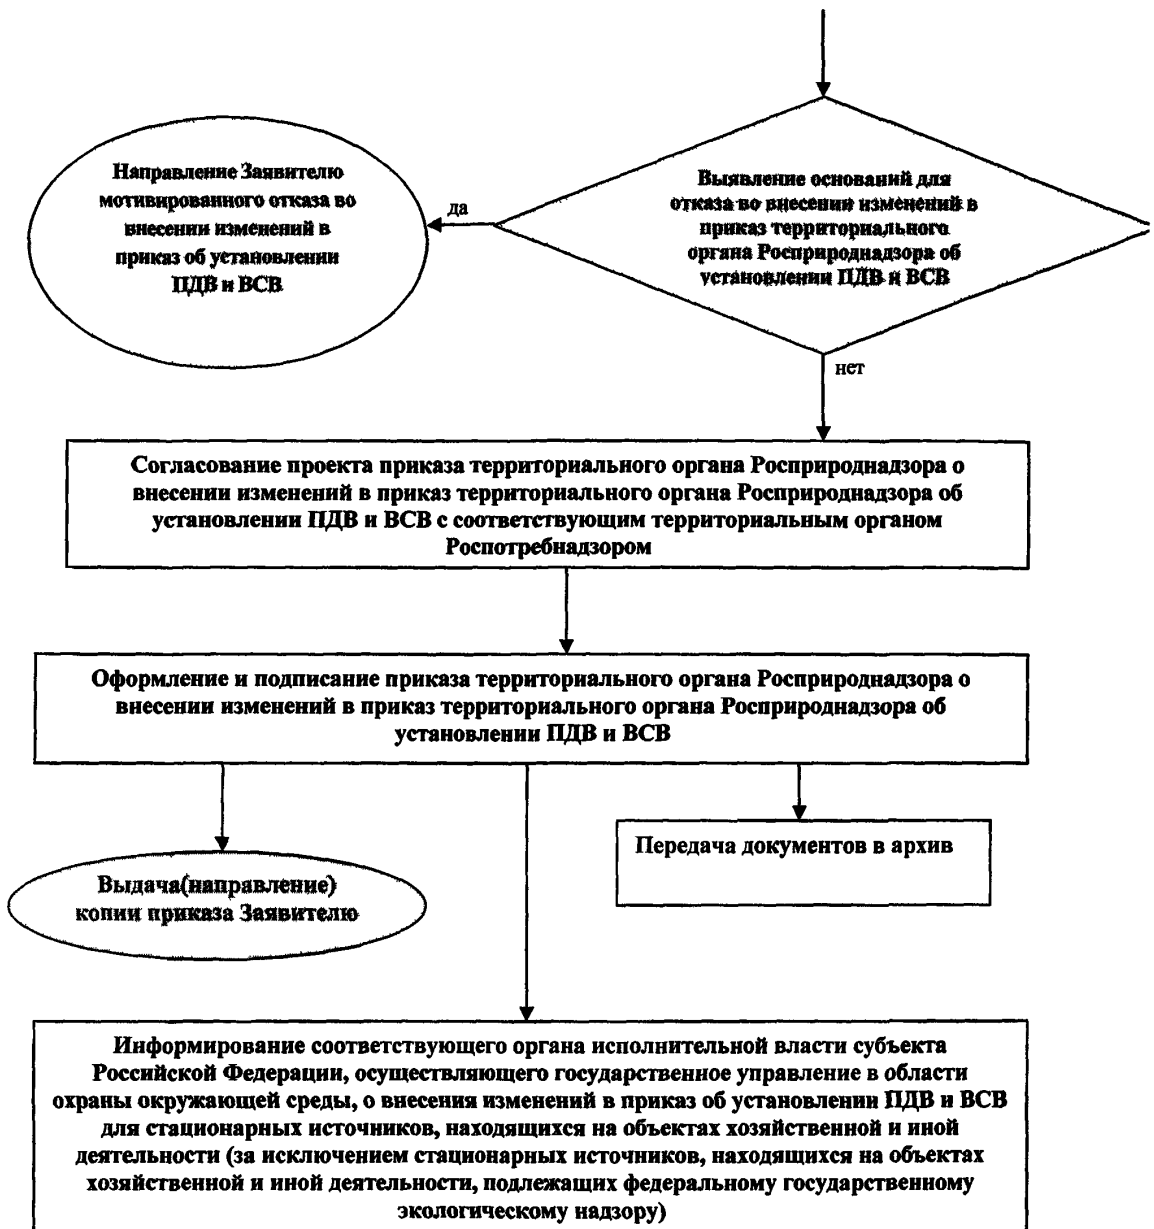 Направление Заявителю
мотивированного отказа во
внесении изменений в
приказ об установлении
ПДВ и ВСВ
да
Выявление оснований для
отказа во внесении изменений в
приказ территориального
органа Росприроднадзора об
установлении ПДВ и ВСВ
нет
Согласование проекта приказа территориального органа Росприроднадзора о
внесении изменений в приказ территориального органа Росприроднадзора об
установлении ПДВ и ВСВ с соответствующим территориальным органом
Роспотребнадзором
Оформление и подписание приказа территориального органа Росприроднадзора о
внесении изменений в приказ территориального органа Росприроднадзора об
установлении ПДВ и ВСВ
Передача документов в архив
Выдача(направление)
копии приказа Заявителю
Информирование соответствующего органа исполнительной власти субъекта
Российской Федерации, осуществляющего государственное управление в области
охраны окружающей среды, о внесения изменений в приказ об установлении ПДВ и ВСВ
для стационарных источников, находящихся на объектах хозяйственной и иной
деятельности (за исключением стационарных источников, находящихся на объектах
хозяйственной и иной деятельности, подлежащих федеральному государственному
экологическому надзору)